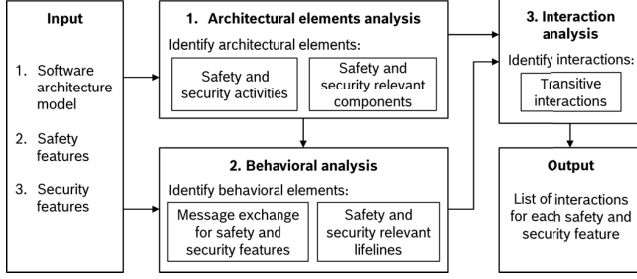 Input
1. Software
architecture
model
2. Safety
features
3. Security
features
1. Architectural elements analysis
Identify architectural elements:
Safety and
security activities
Safety and
security relevant
components
2. Behavioral analysis
Identify behavioral elements:
Message exchange
for safety and
security features
Safety and
security relevant
lifelines
3. Interaction
analysis
Identify interactions:
Transitive
interactions
Output
List of interactions
for each safety and
security feature